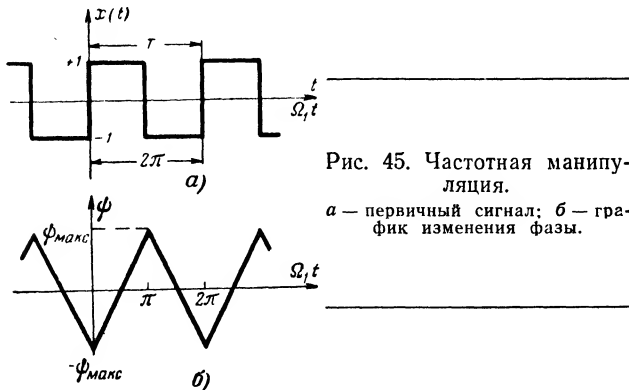 x(t)
T
+1
t
Ω₁t
-1
2π
а)
ψ
ψмакс
Ω₁t
π
2π
-ψмакс
б)
Рис. 45. Частотная манипу-
ляция.
а — первичный сигнал; б — гра-
фик изменения фазы.